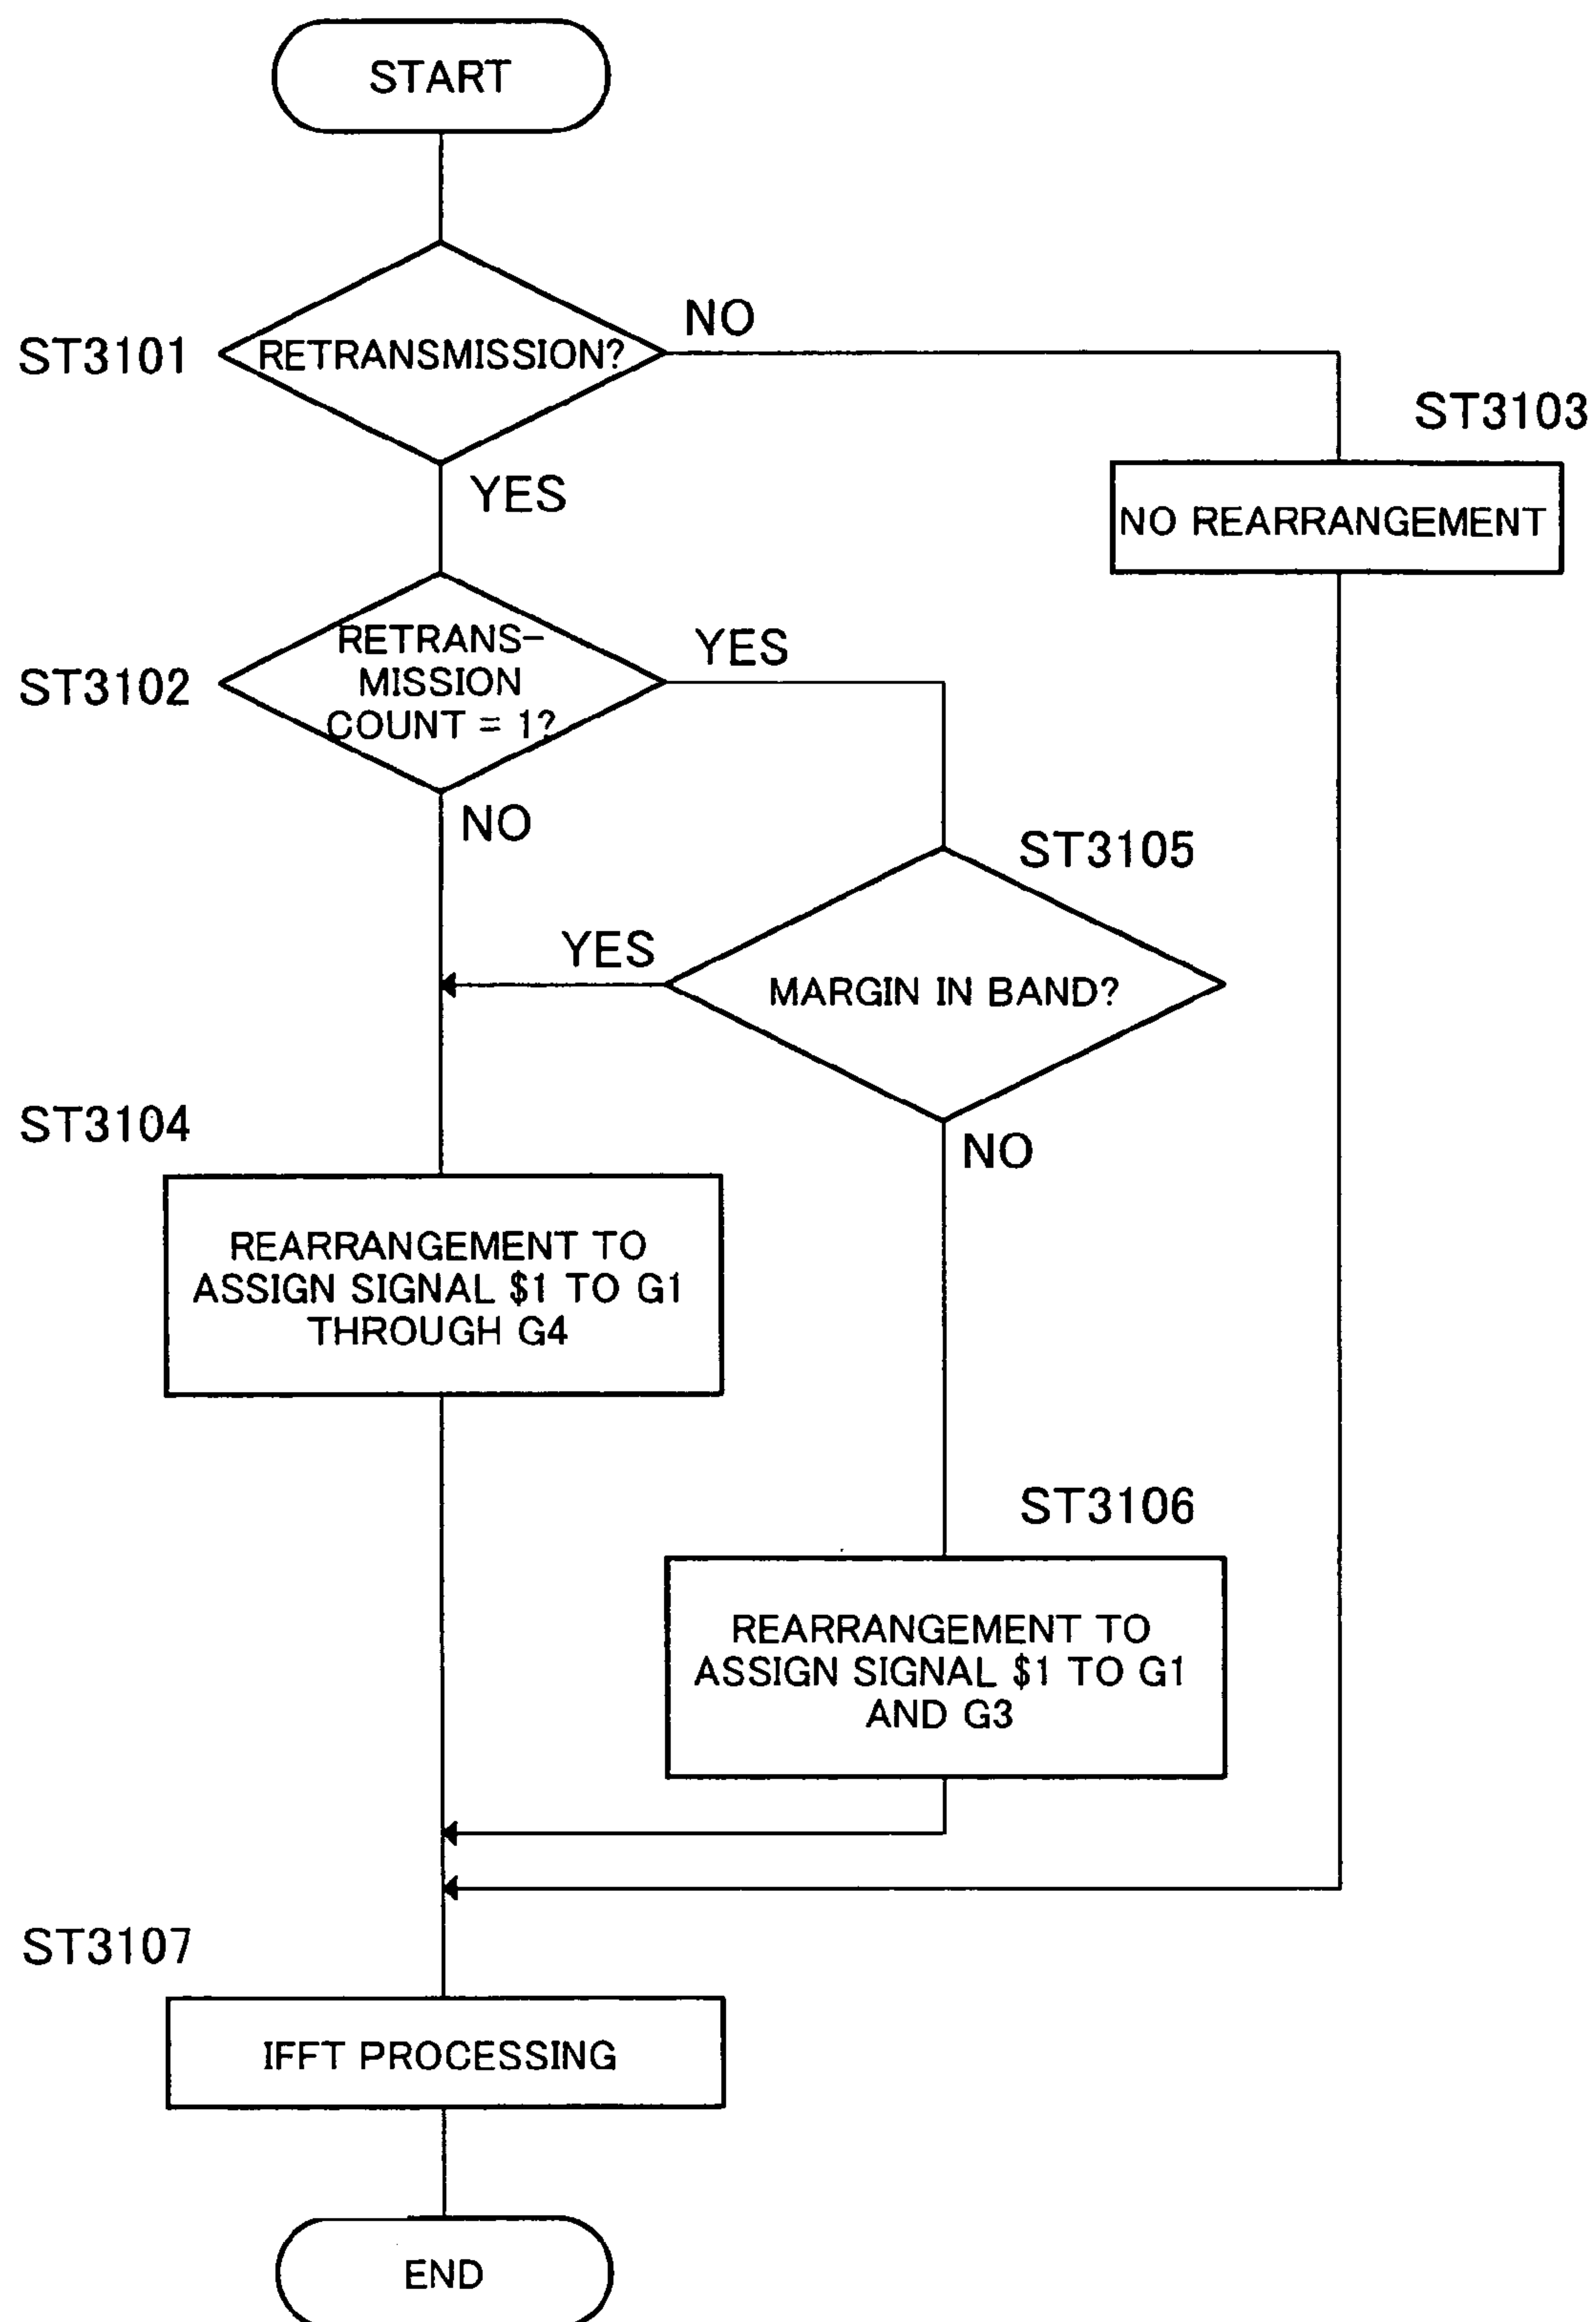 START
ST3101
RETRANSMISSION?
NO
ST3103
YES
NO REARRANGEMENT
ST3102
RETRANS-
MISSION
COUNT = 1?
YES
NO
ST3105
YES
MARGIN IN BAND?
NO
ST3104
REARRANGEMENT TO
ASSIGN SIGNAL $1 TO G1
THROUGH G4
ST3106
REARRANGEMENT TO
ASSIGN SIGNAL $1 TO G1
AND G3
ST3107
IFFT PROCESSING
END